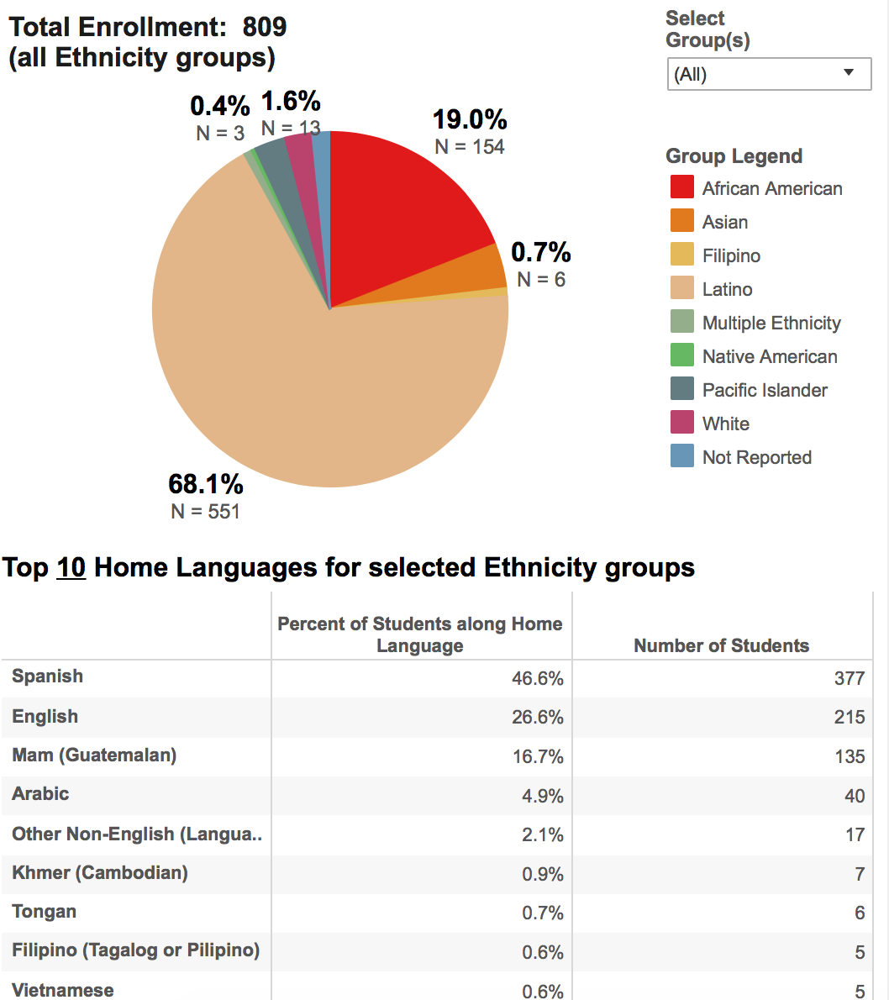 Total Enrollment:  809
(all Ethnicity groups)
Select
Group(s)
(All)
0.4%
N = 3
1.6%
N = 13
19.0%
N = 154
0.7%
N = 6
68.1%
N = 551
Group Legend
African American
Asian
Filipino
Latino
Multiple Ethnicity
Native American
Pacific Islander
White
Not Reported
Top 10 Home Languages for selected Ethnicity groups
Percent of Students along Home
Language
Number of Students
Spanish 46.6% 377
English 26.6% 215
Mam (Guatemalan) 16.7% 135
Arabic 4.9% 40
Other Non-English (Langua.. 2.1% 17
Khmer (Cambodian) 0.9% 7
Tongan 0.7% 6
Filipino (Tagalog or Pilipino) 0.6% 5
Vietnamese 0.6% 5